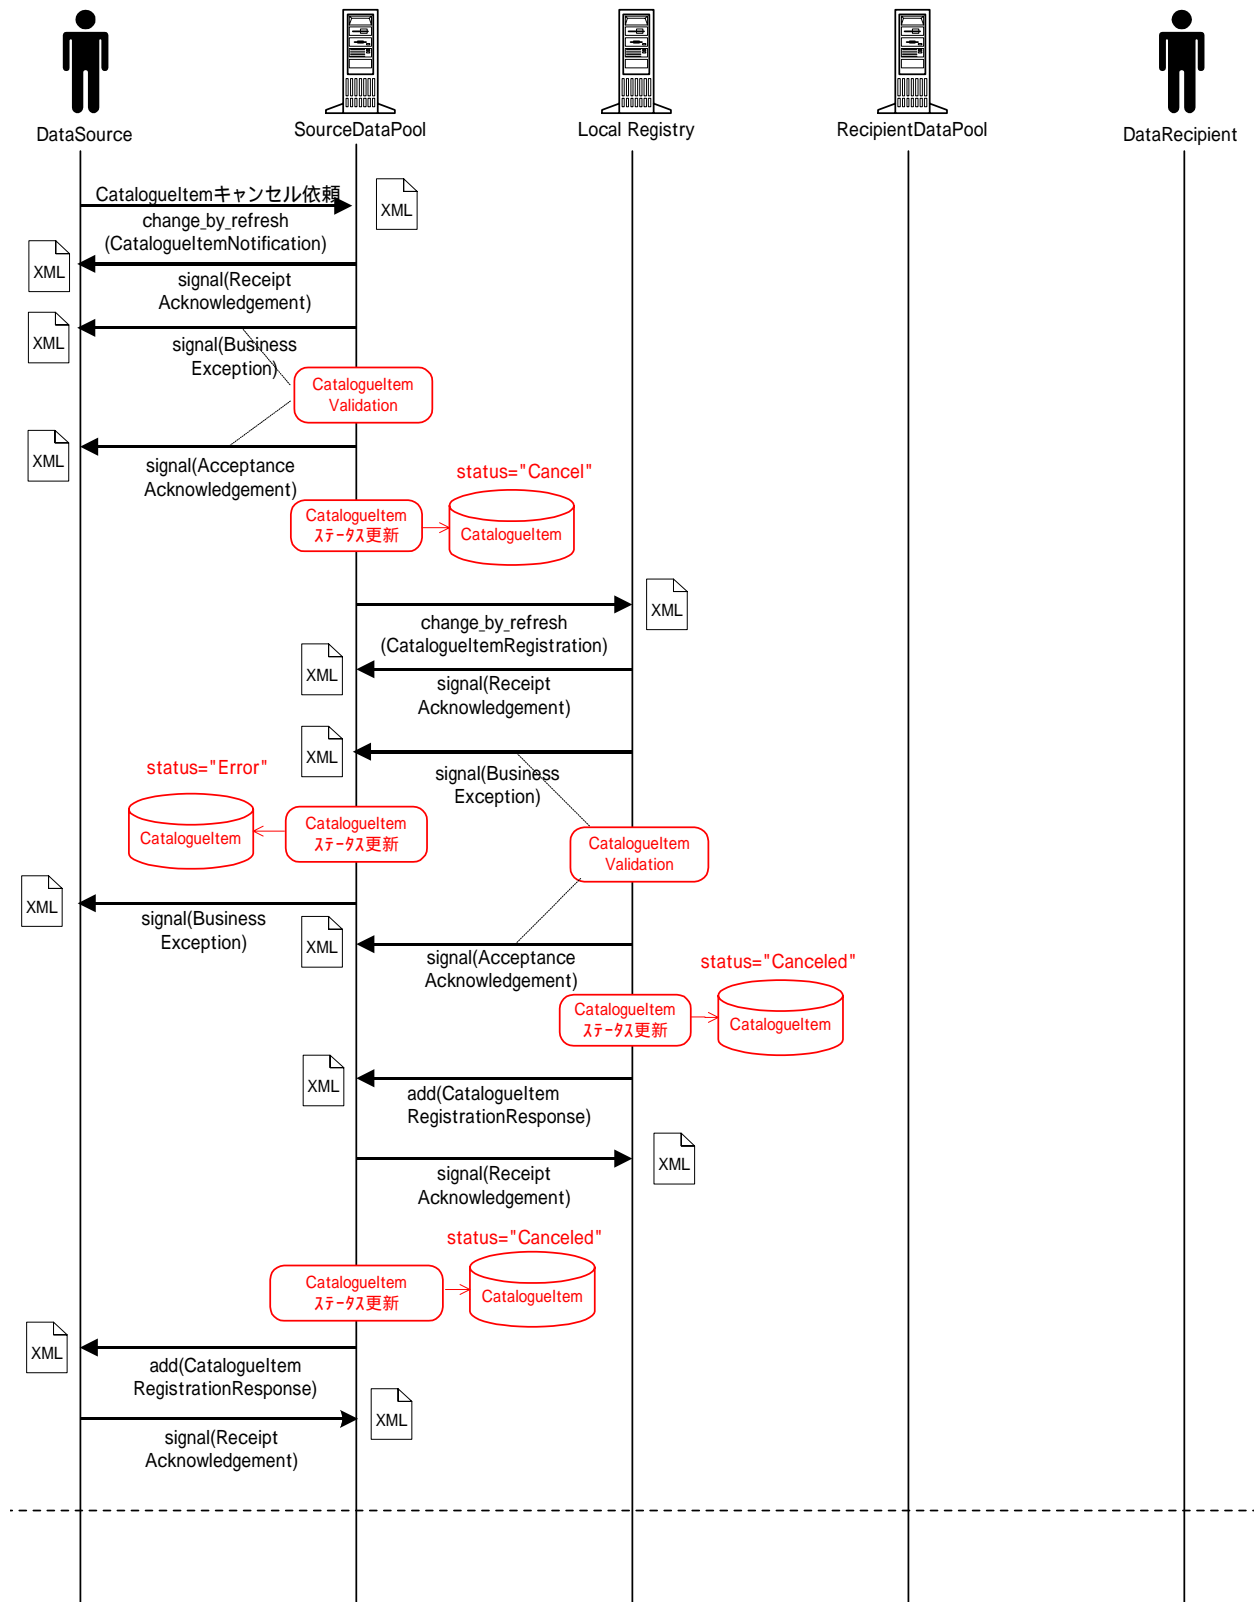 DataSource
SourceDataPool
Local Registry
RecipientDataPool
DataRecipient
CatalogueItemキャンセル依頼
XML
change_by_refresh
(CatalogueItemNotification)
XML
signal(Receipt
Acknowledgement)
XML
signal(Business
Exception)
CatalogueItem
Validation
XML
signal(Acceptance
Acknowledgement)
status="Cancel"
CatalogueItem
ステータス更新
CatalogueItem
XML
change_by_refresh
(CatalogueItemRegistration)
XML
signal(Receipt
Acknowledgement)
XML
signal(Business
Exception)
status="Error"
CatalogueItem
CatalogueItem
ステータス更新
CatalogueItem
Validation
XML
signal(Business
Exception)
XML
signal(Acceptance
Acknowledgement)
status="Canceled"
CatalogueItem
ステータス更新
CatalogueItem
XML
add(CatalogueItem
RegistrationResponse)
XML
signal(Receipt
Acknowledgement)
status="Canceled"
CatalogueItem
ステータス更新
CatalogueItem
XML
add(CatalogueItem
RegistrationResponse)
XML
signal(Receipt
Acknowledgement)